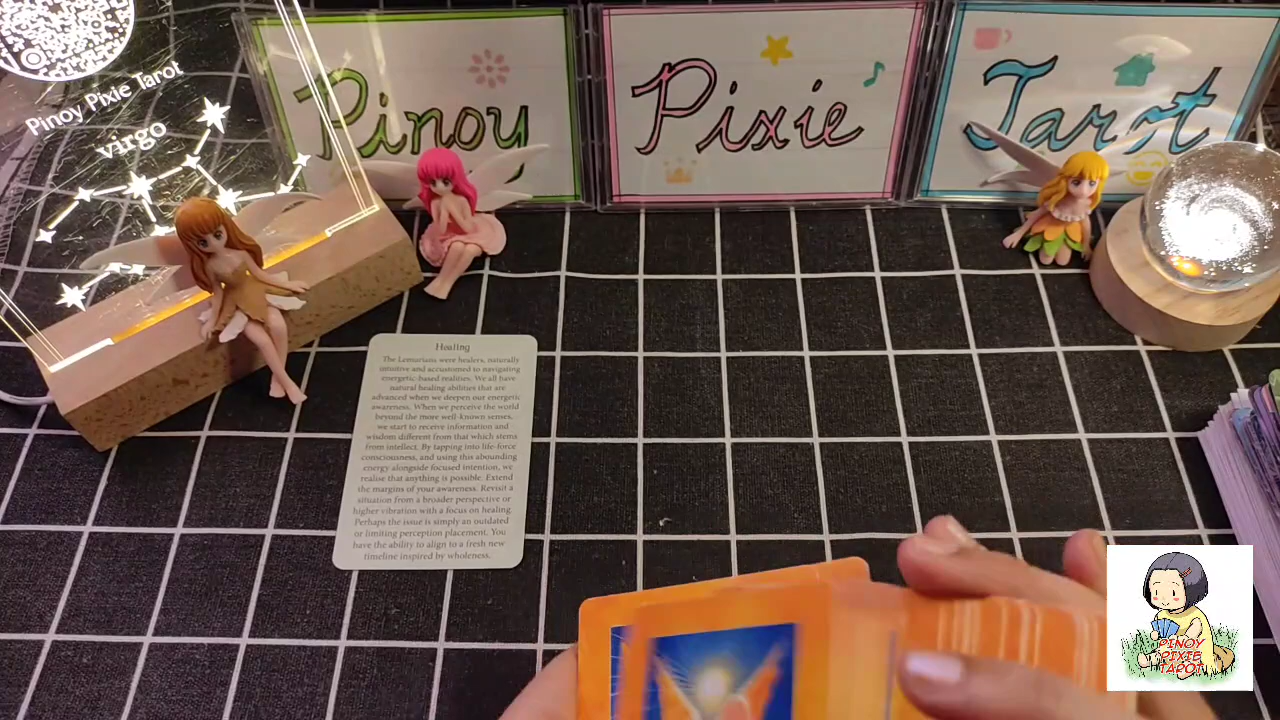 Pinoy Pixie Tarot
virgo
Pinoy
Pixie
Tarot
Healing
The Lemurians were healers, naturally
intuitive and accustomed to navigating
energetic-based realities. We all have
natural healing abilities that are
advanced when we deepen our energetic
awareness. When we perceive the world
beyond the more well-known senses,
we start to receive information and
wisdom different from that which stems
from intellect. By tapping into life-force
consciousness, and using this abounding
energy alongside focused intention, we
realise that anything is possible. Extend
the margins of your awareness. Revisit a
situation from a broader perspective or
higher vibration with a focus on healing.
Perhaps the issue is simply an outdated
or limiting perception placement. You
have the ability to align to a fresh new
timeline inspired by wholeness.
PINOY
PIXIE
TAROT